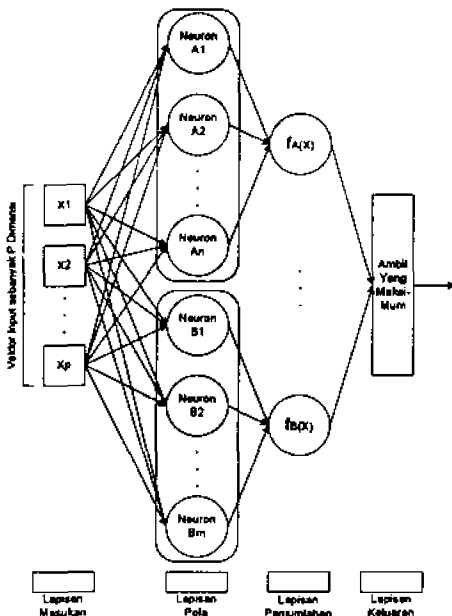 Neuron
A1
Neuron
A2
Neuron
An
Neuron
B1
Neuron
B2
Neuron
Bm
Vektor Input sebanyak P Dimensi
X1
X2
Xp
fA(X)
fB(X)
Ambil
Yang
Maksi-
Mum
Lapisan
Masukan
Lapisan
Pola
Lapisan
Penjumlahan
Lapisan
Keluaran